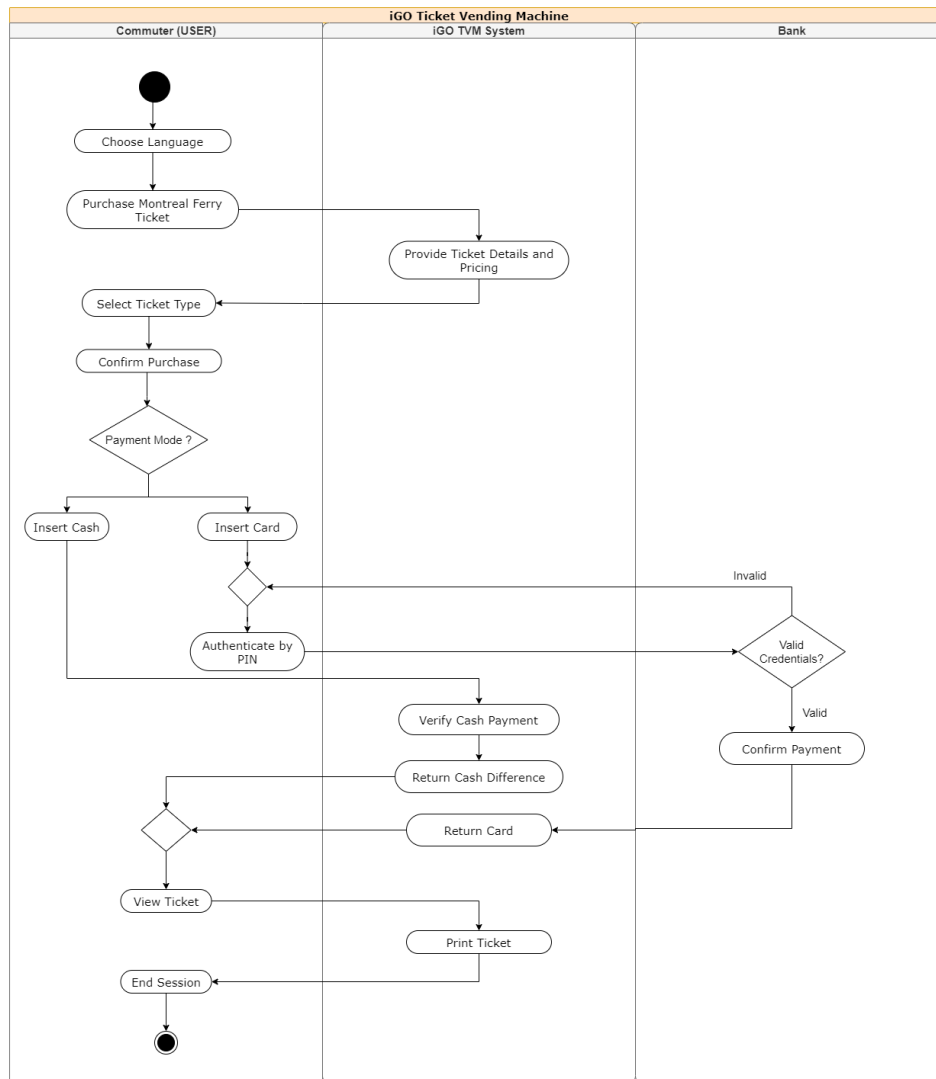 iGO Ticket Vending Machine
Commuter (USER)
iGO TVM System
Bank
Choose Language
Purchase Montreal Ferry
Ticket
Provide Ticket Details and
Pricing
Select Ticket Type
Confirm Purchase
Payment Mode ?
Insert Cash
Insert Card
Invalid
Authenticate by
PIN
Valid
Credentials?
Valid
Verify Cash Payment
Confirm Payment
Return Cash Difference
Return Card
View Ticket
Print Ticket
End Session